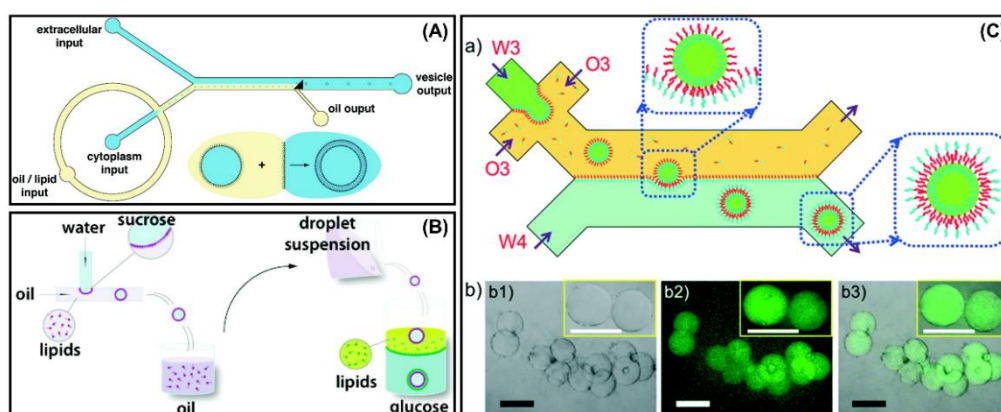 (A)
extracellular
input
vesicle
output
oil ouput
cytoplasm
input
oil / lipid
input
+
(B)
water
sucrose
oil
lipids
oil
droplet
suspension
lipids
glucose
(C)
a)
W3
O3
O3
W4
b)
b1)
b2)
b3)